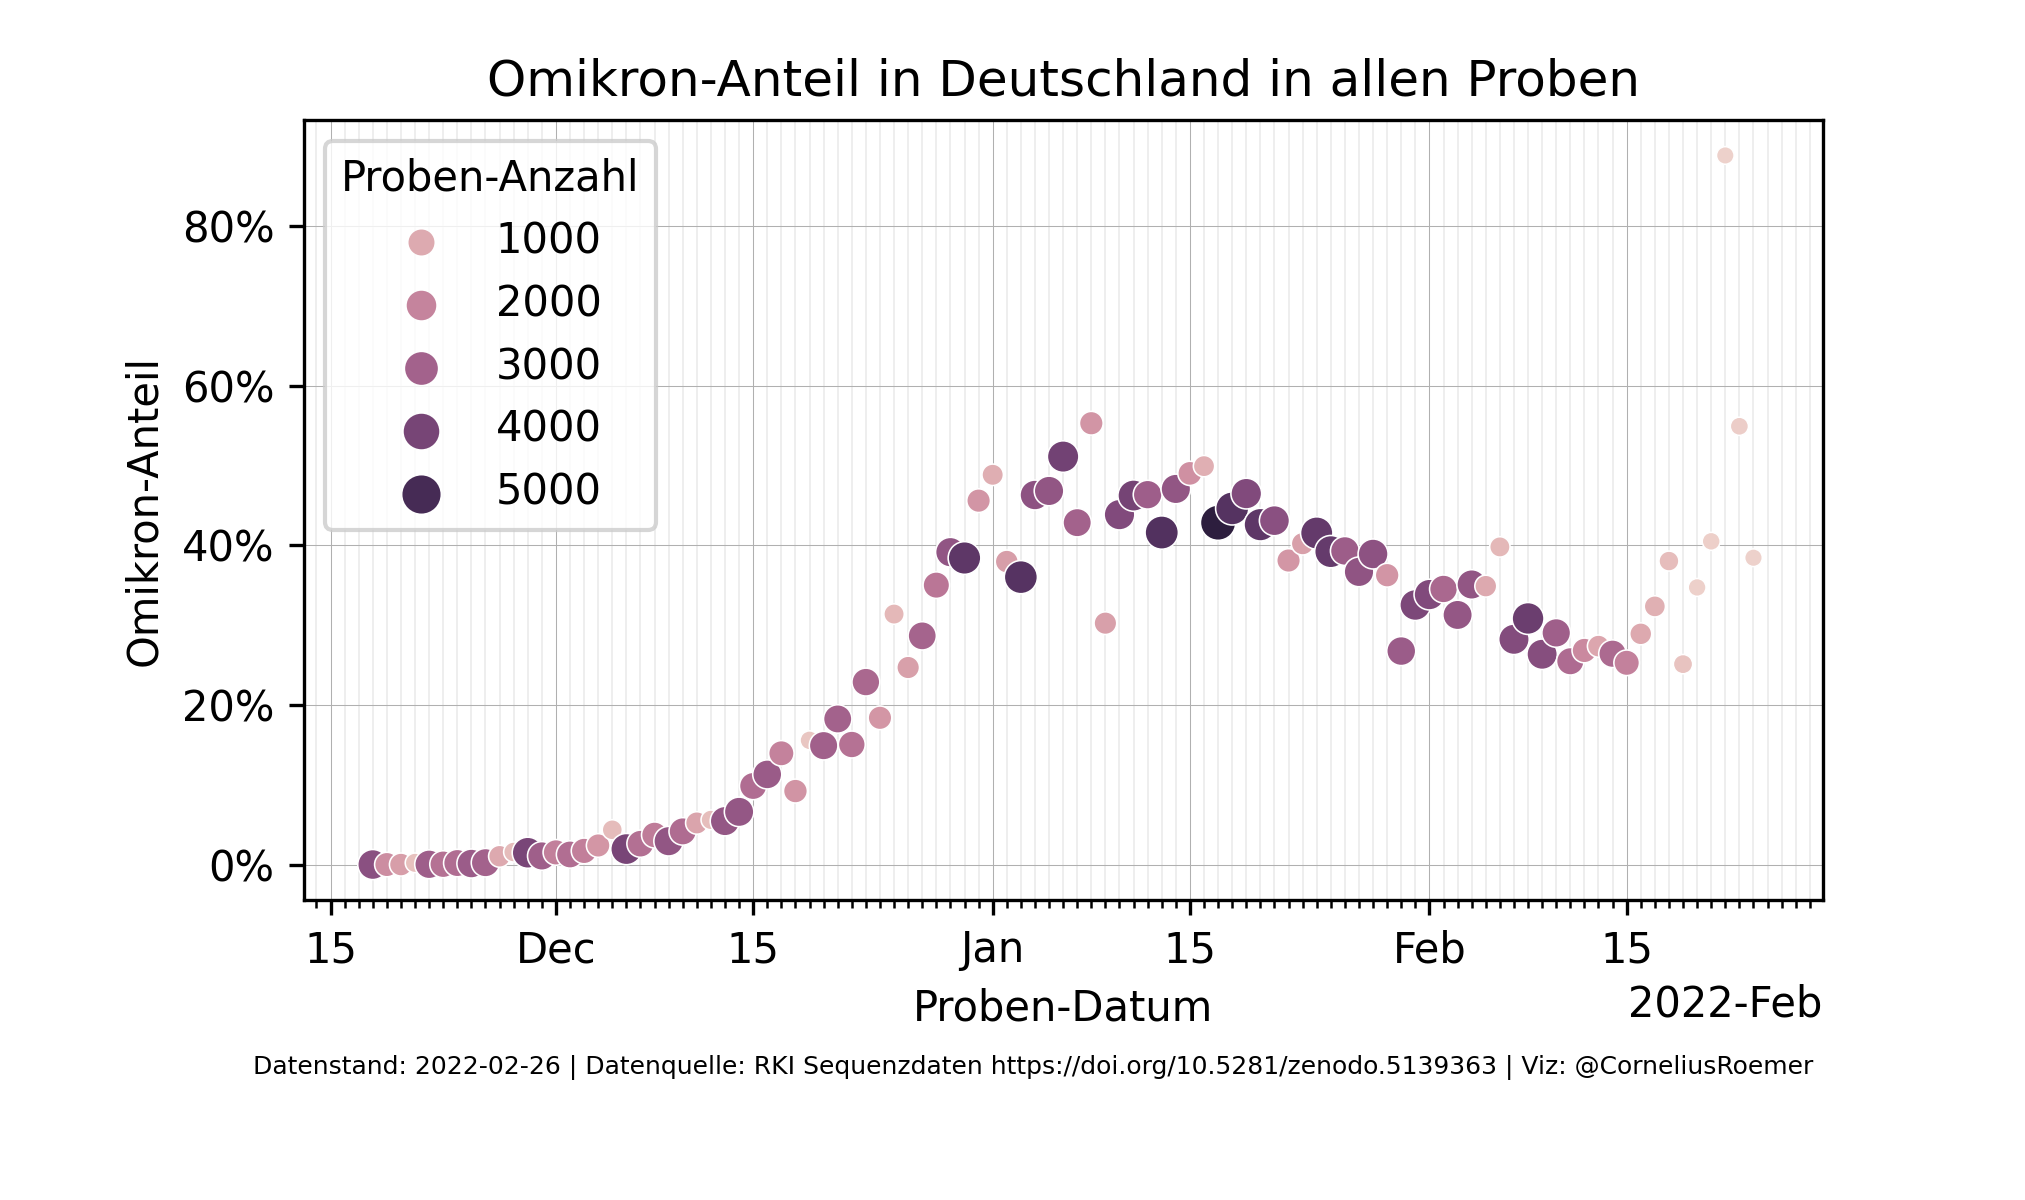 Omikron-Anteil in Deutschland in allen Proben
Proben-Anzahl
1000
2000
3000
4000
5000
Omikron-Anteil
80%
60%
40%
20%
0%
15 Dec 15 Jan 15 Feb 15
Proben-Datum
2022-Feb
Datenstand: 2022-02-26 | Datenquelle: RKI Sequenzdaten https://doi.org/10.5281/zenodo.5139363 | Viz: @CorneliusRoemer